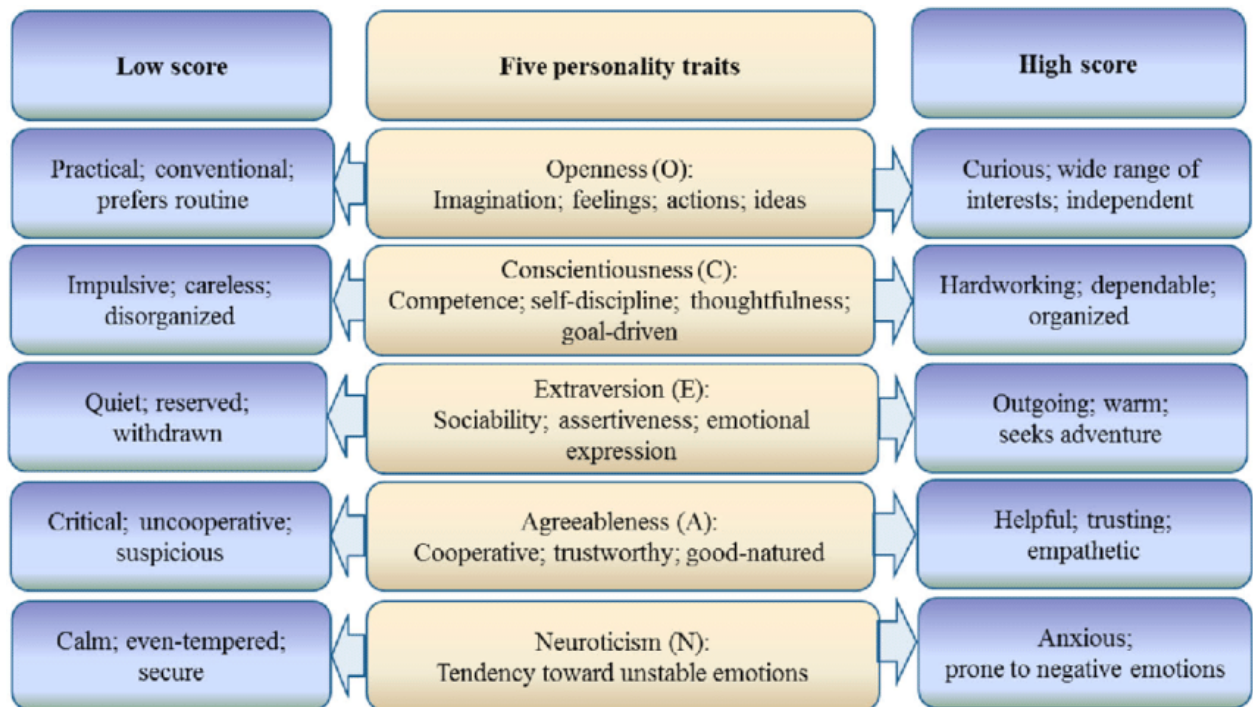 Low score
Five personality traits
High score
Practical; conventional;
prefers routine
Openness (O):
Imagination; feelings; actions; ideas
Curious; wide range of
interests; independent
Impulsive; careless;
disorganized
Conscientiousness (C):
Competence; self-discipline; thoughtfulness;
goal-driven
Hardworking; dependable;
organized
Quiet; reserved;
withdrawn
Extraversion (E):
Sociability; assertiveness; emotional
expression
Outgoing; warm;
seeks adventure
Critical; uncooperative;
suspicious
Agreeableness (A):
Cooperative; trustworthy; good-natured
Helpful; trusting;
empathetic
Calm; even-tempered;
secure
Neuroticism (N):
Tendency toward unstable emotions
Anxious;
prone to negative emotions